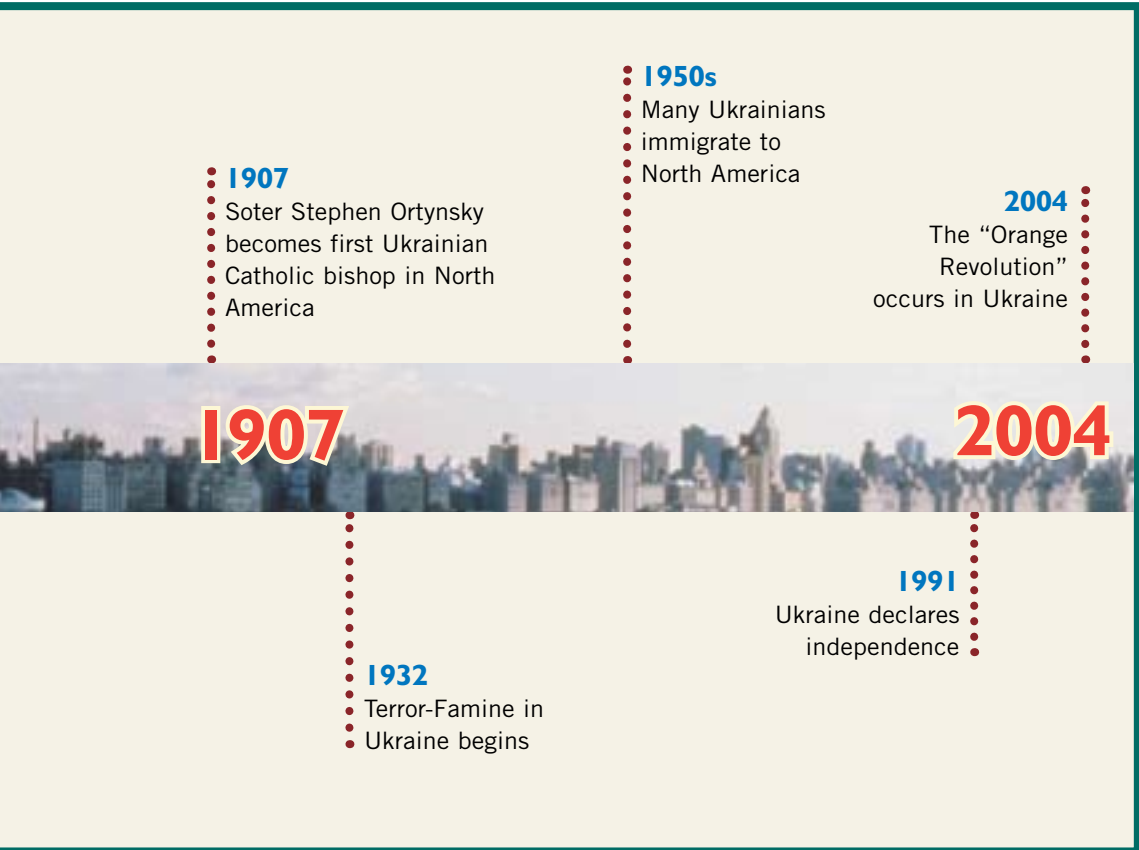 1950s
Many Ukrainians
immigrate to
North America
1907
Soter Stephen Ortynsky
becomes first Ukrainian
Catholic bishop in North
America
2004
The “Orange
Revolution”
occurs in Ukraine
1907
2004
1991
Ukraine declares
independence
1932
Terror-Famine in
Ukraine begins